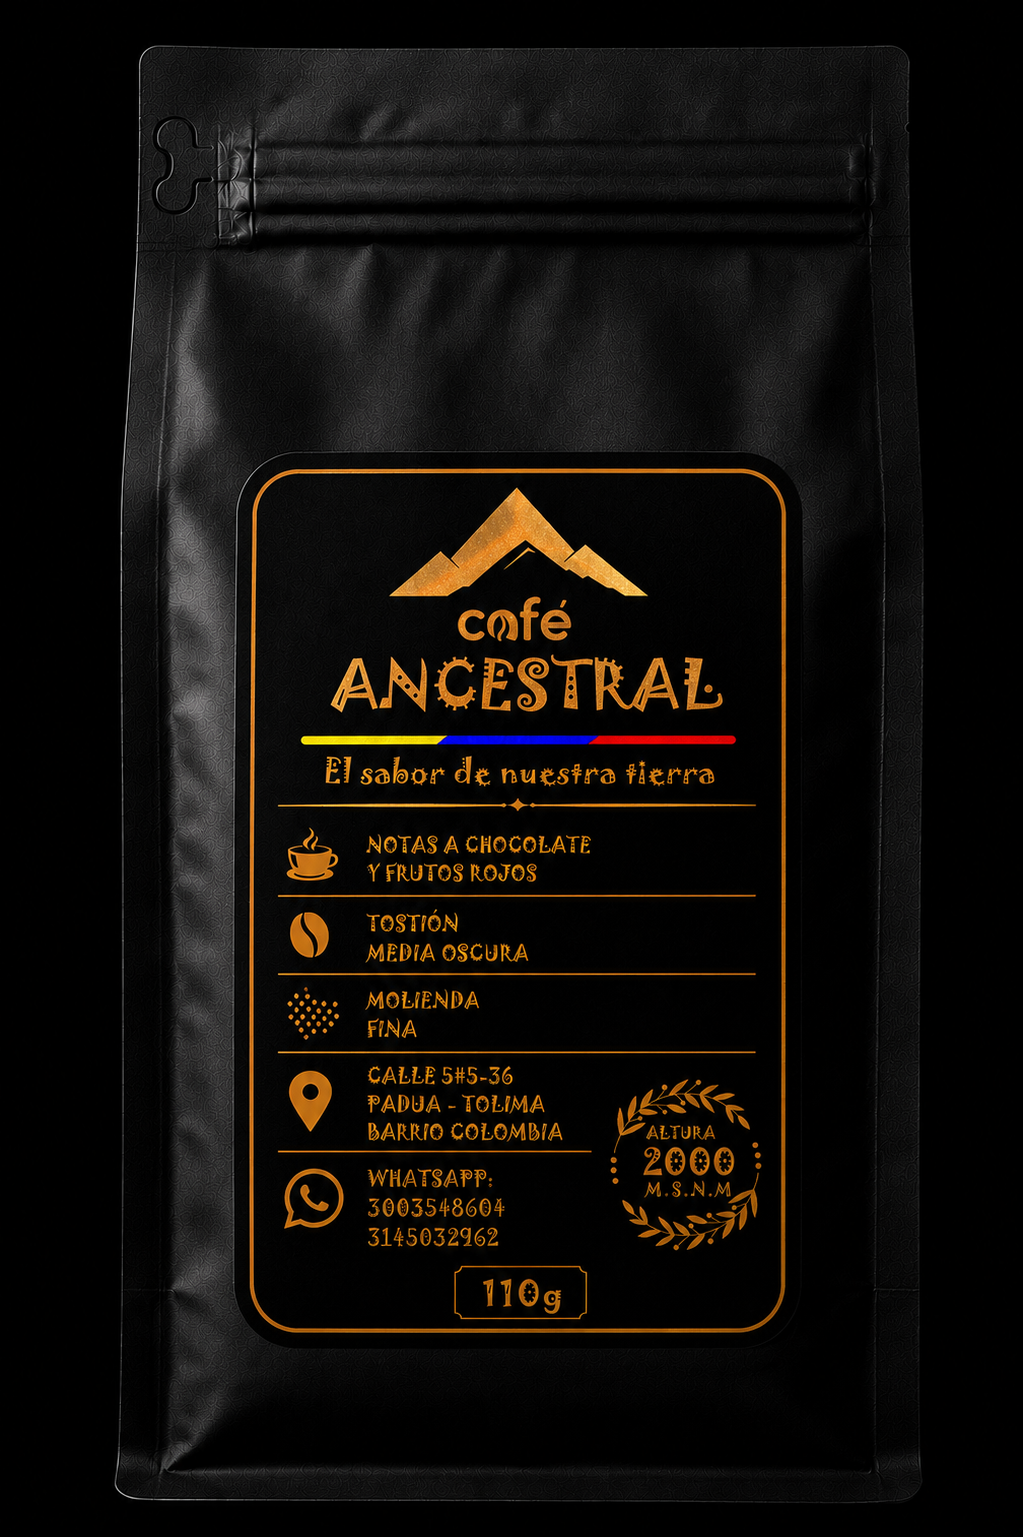 café
ANCESTRAL
El sabor de nuestra tierra
NOTAS A CHOCOLATE
Y FRUTOS ROJOS
TOSTIÓN
MEDIA OSCURA
MOLIENDA
FINA
CALLE 5#5-36
PADUA - TOLIMA
BARRIO COLOMBIA
ALTURA
2000
M.S.N.M
WHATSAPP:
3003548604
3145032962
110g